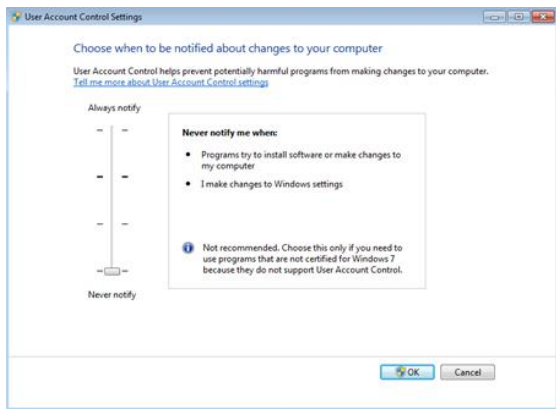 User Account Control Settings
Choose when to be notified about changes to your computer
User Account Control helps prevent potentially harmful programs from making changes to your computer.
Tell me more about User Account Control settings
Always notify
Never notify me when:
Programs try to install software or make changes to
my computer
I make changes to Windows settings
Not recommended. Choose this only if you need to
use programs that are not certified for Windows 7
because they do not support User Account Control.
Never notify
OK
Cancel